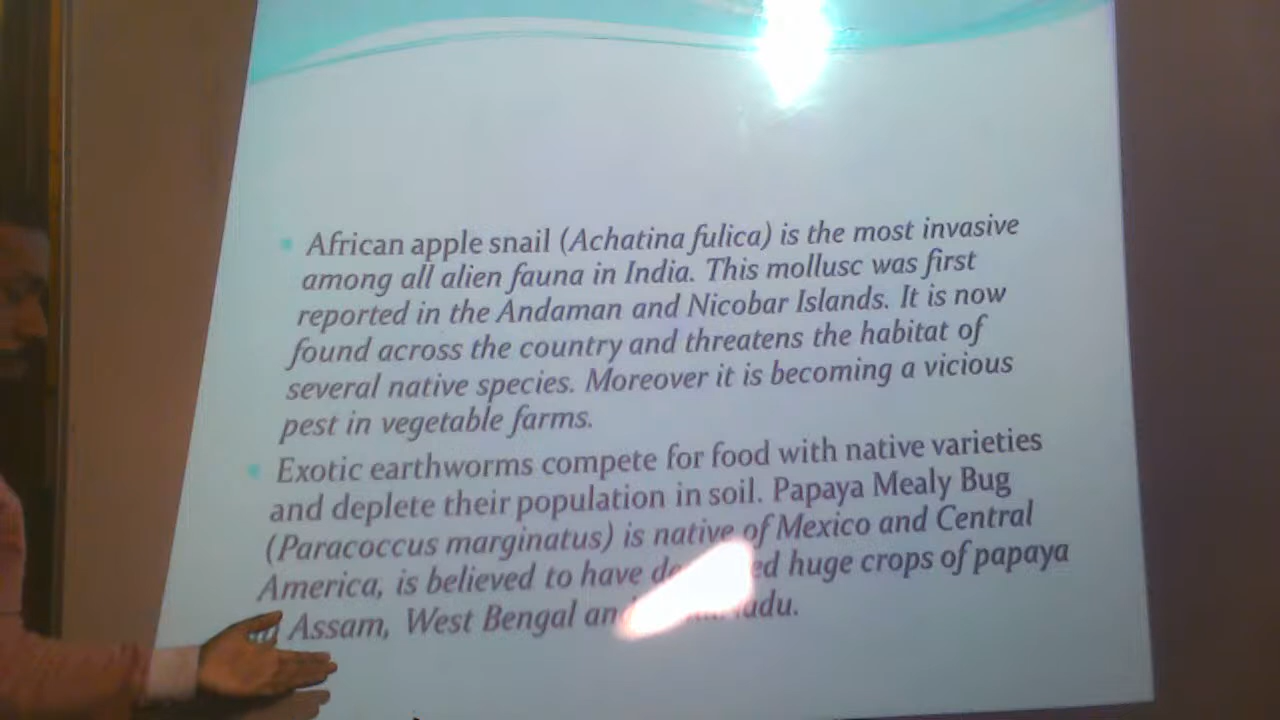 African apple snail (Achatina fulica) is the most invasive
among all alien fauna in India. This mollusc was first
reported in the Andaman and Nicobar Islands. It is now
found across the country and threatens the habitat of
several native species. Moreover it is becoming a vicious
pest in vegetable farms.
Exotic earthworms compete for food with native varieties
and deplete their population in soil. Papaya Mealy Bug
(Paracoccus marginatus) is native of Mexico and Central
America, is believed to have huge crops of papaya
Assam, West Bengal